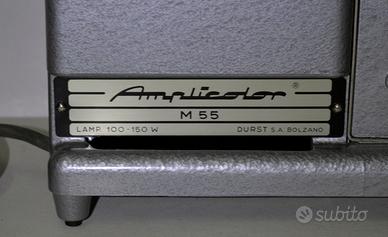 Amplicolor ®
M 55
LAMP. 100-150 W DURST S.A. BOLZANO
subito